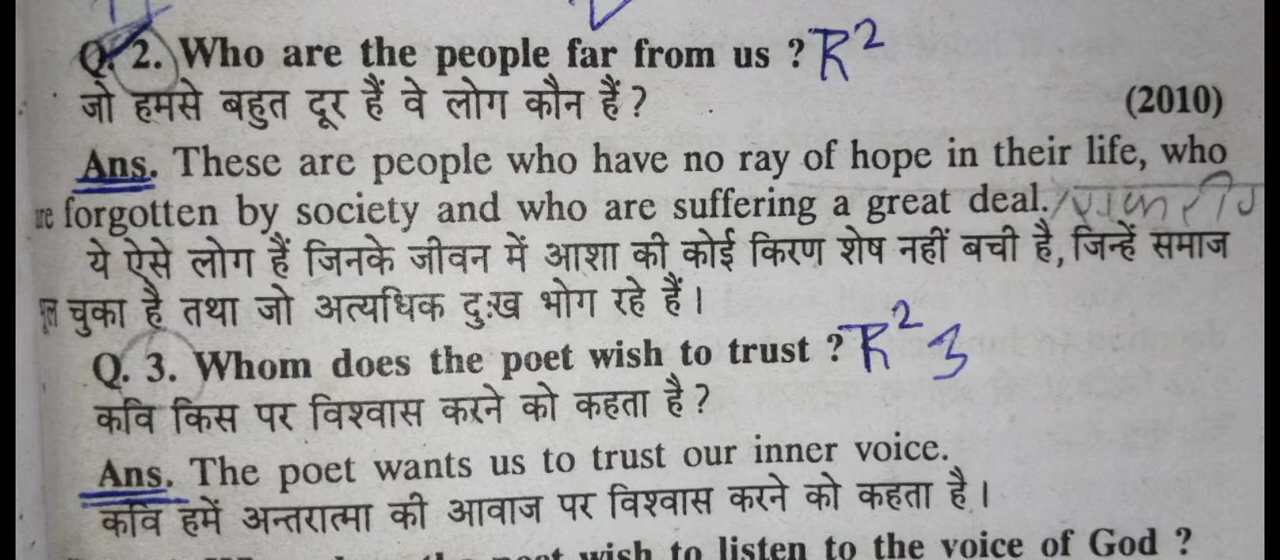 Q. 2. Who are the people far from us ? R²
जो हमसे बहुत दूर हैं वे लोग कौन हैं ? (2010)
Ans. These are people who have no ray of hope in their life, who
are forgotten by society and who are suffering a great deal.
ये ऐसे लोग हैं जिनके जीवन में आशा की कोई किरण शेष नहीं बची है, जिन्हें समाज
चुका है तथा जो अत्यधिक दुःख भोग रहे हैं।
Q. 3. Whom does the poet wish to trust ? R² 3
कवि किस पर विश्वास करने को कहता है ?
Ans. The poet wants us to trust our inner voice.
कवि हमें अन्तरात्मा की आवाज पर विश्वास करने को कहता है।
wish to listen to the voice of God ?